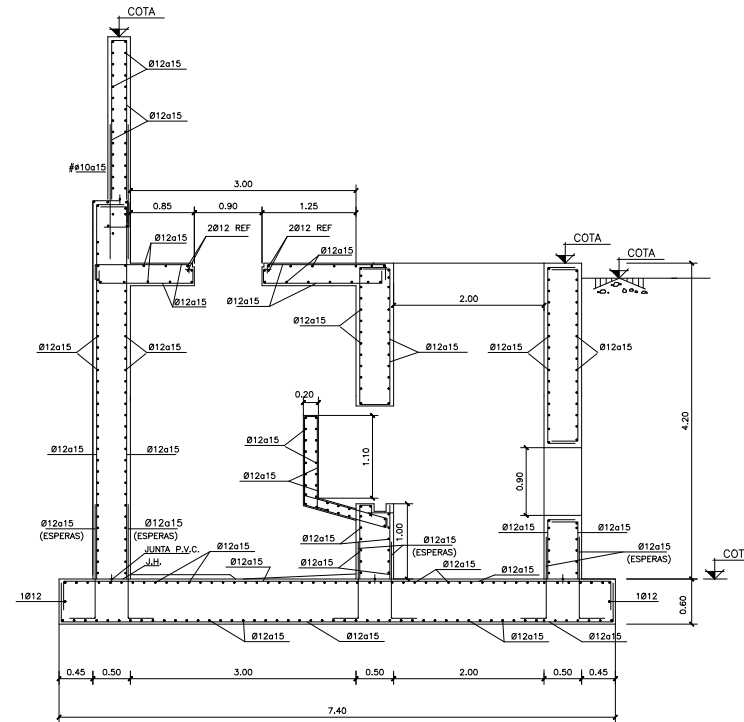 COTA
Ø12a15
Ø12a15
#ø10a15
3.00
0.85
0.90
1.25
2Ø12 REF
2Ø12 REF
COTA
COTA
Ø12a15
Ø12a15
Ø12a15
Ø12a15
2.00
Ø12a15
Ø12a15
Ø12a15
Ø12a15
Ø12a15
Ø12a15
Ø12a15
0.20
4.20
Ø12a15
1.10
Ø12a15
Ø12a15
Ø12a15
0.90
1.00
Ø12a15
(ESPERAS)
Ø12a15
(ESPERAS)
Ø12a15
Ø12a15
(ESPERAS)
Ø12a15
Ø12a15
JUNTA P.V.C.
J.H.
Ø12a15
Ø12a15
Ø12a15
Ø12a15
Ø12a15
Ø12a15
(ESPERAS)
COT
1Ø12
1Ø12
0.60
Ø12a15
Ø12a15
Ø12a15
Ø12a15
0.45
0.50
3.00
0.50
2.00
0.50
0.45
7.40